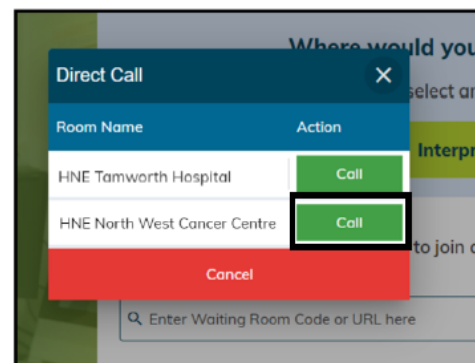 Where would you
Direct Call
select an
Room Name Action
Interpr
HNE Tamworth Hospital Call
HNE North West Cancer Centre Call
to join a
Cancel
Enter Waiting Room Code or URL here